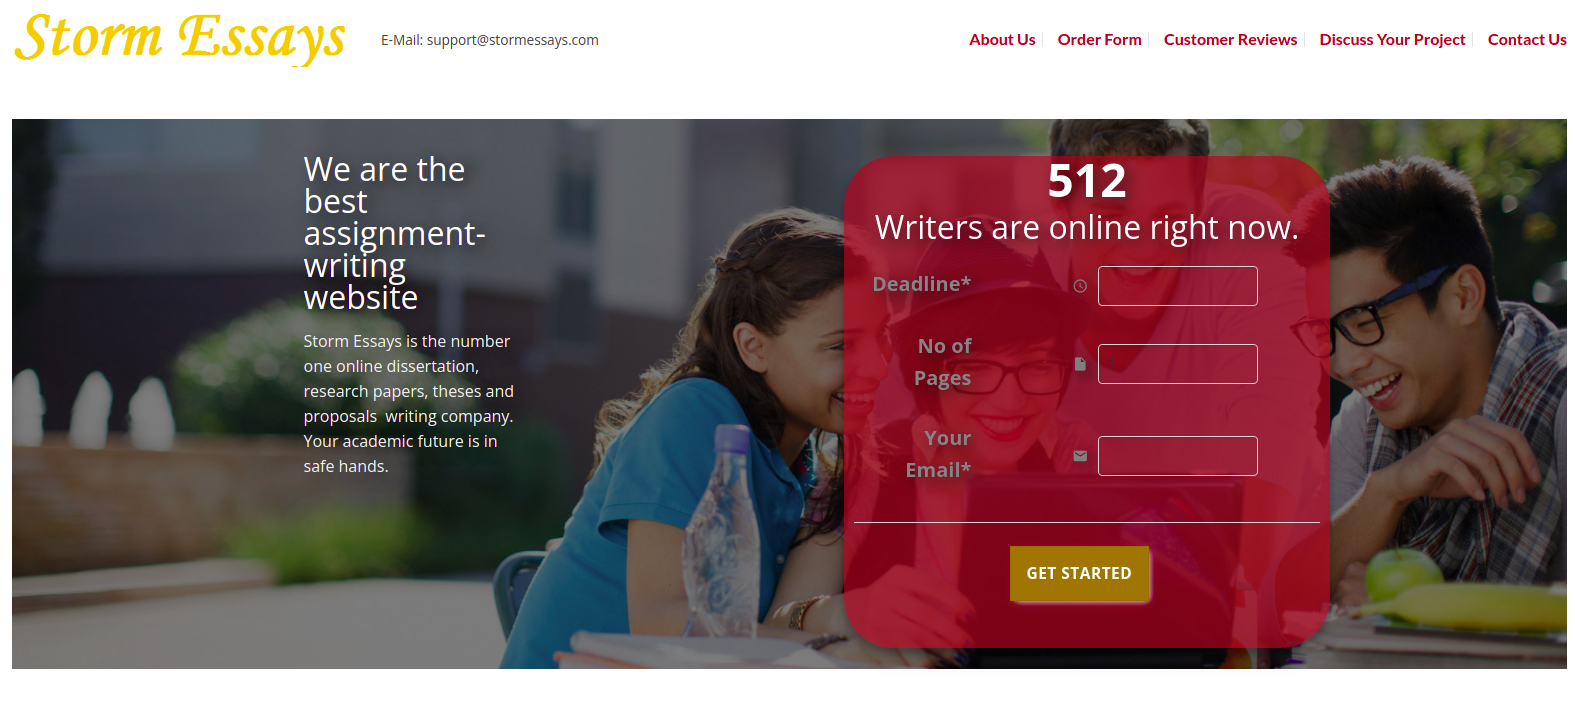 Storm Essays
E-Mail: support@stormessays.com
About Us
Order Form
Customer Reviews
Discuss Your Project
Contact Us
We are the
best
assignment-
writing
website
Storm Essays is the number
one online dissertation,
research papers, theses and
proposals writing company.
Your academic future is in
safe hands.
512
Writers are online right now.
Deadline*
No of
Pages
Your
Email*
GET STARTED